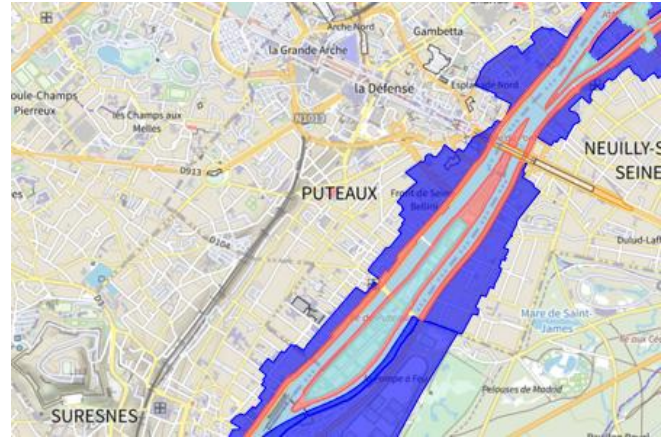 Arche Nord
Gambetta
la Grande Arche
la Défense
Esplanade Nord
oule-Champs
Pierreux
les Champs aux
Melles
N1013
NEUILLY-S
SEINE
D913
PUTEAUX
Front de Seine
Bellini
D104
Dulud-Laff
Mare de Saint-
James
Pelouses de Madrid
SURESNES